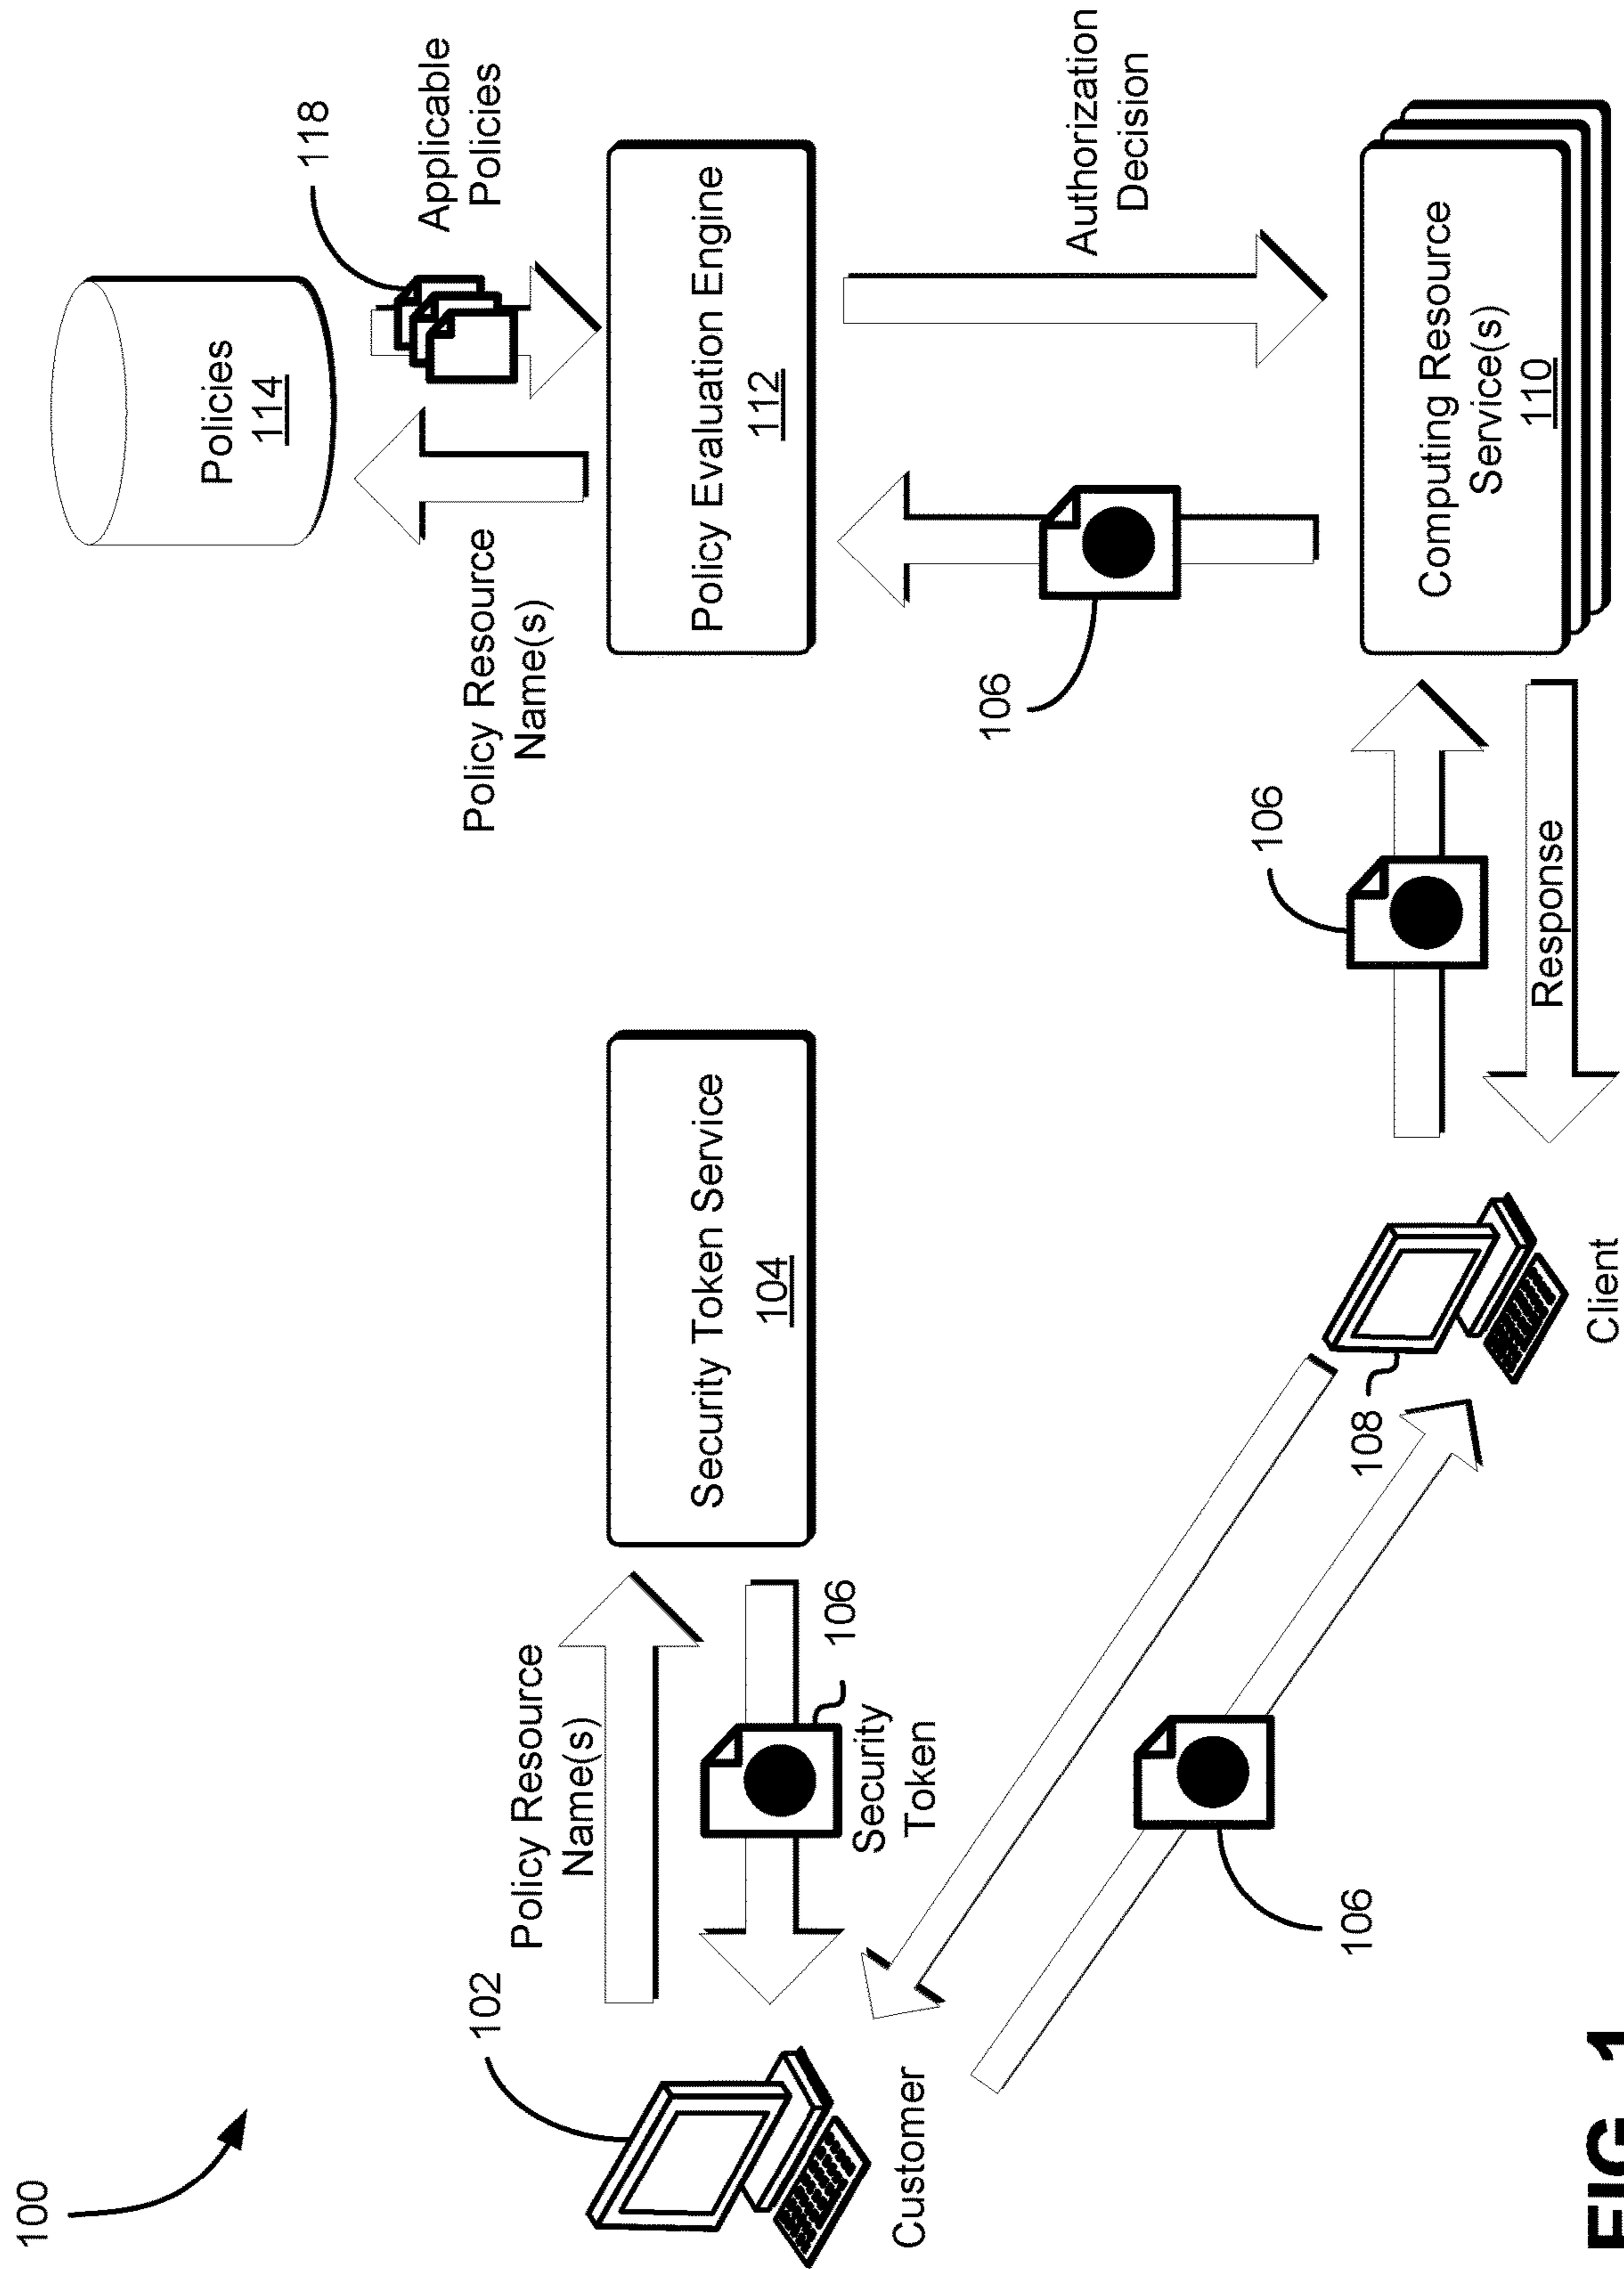 100
Policies
114
118
Applicable
Policies
Policy Resource
Name(s)
102
Policy Resource
Name(s)
Security Token Service
104
Policy Evaluation Engine
112
106
Security
Token
Customer
106
Authorization
Decision
106
106
108
Computing Resource
Service(s)
110
Response
Client
FIG. 1